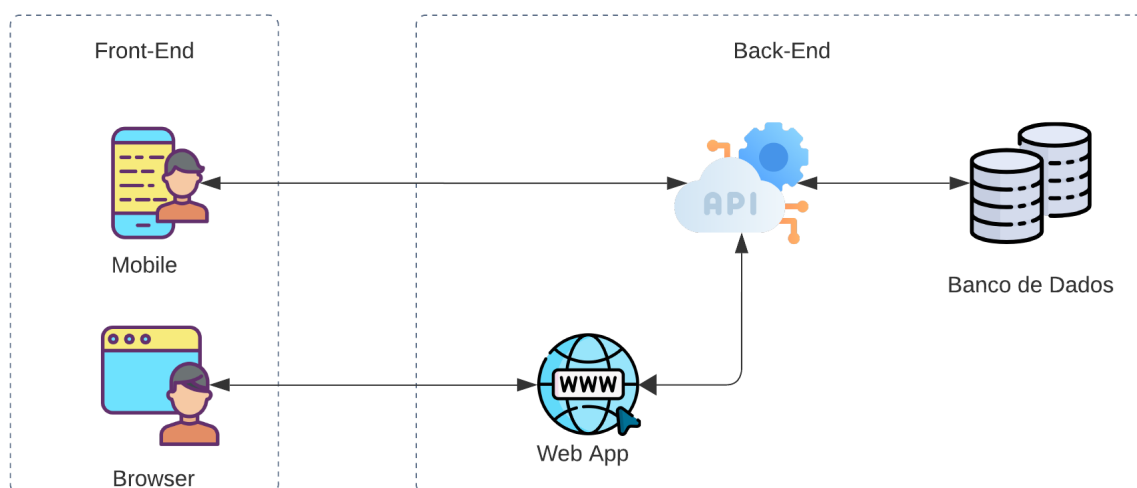 Front-End
Back-End
API
Mobile
Banco de Dados
WWW
Web App
Browser